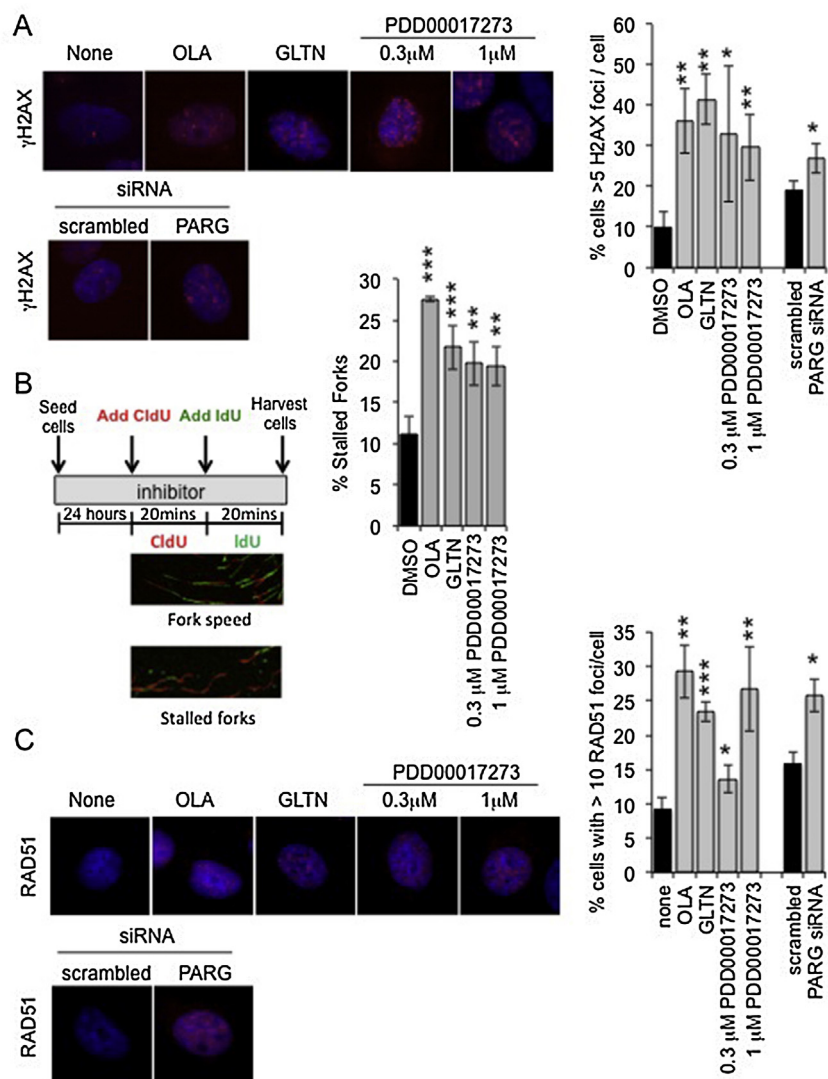 A
PDD00017273
None OLA GLTN 0.3μM 1μM
γH2AX
siRNA
scrambled PARG
γH2AX
% cells >5 H2AX foci / cell
60
50
40
30
20
10
0
** ** * ** *
DMSO
OLA
GLTN
0.3 μM PDD00017273
1 μM PDD00017273
scrambled
PARG siRNA
B
Seed cells
Add CldU
Add IdU
Harvest cells
inhibitor
24 hours 20mins 20mins
CldU IdU
Fork speed
Stalled forks
% Stalled Forks
30
25
20
15
10
5
0
*** *** ** **
DMSO
OLA
GLTN
0.3 μM PDD00017273
1 μM PDD00017273
C
PDD00017273
None OLA GLTN 0.3μM 1μM
RAD51
siRNA
scrambled PARG
RAD51
% cells with > 10 RAD51 foci/cell
35
30
25
20
15
10
5
0
** *** * ** *
none
OLA
GLTN
0.3 μM PDD00017273
1 μM PDD00017273
scrambled
PARG siRNA